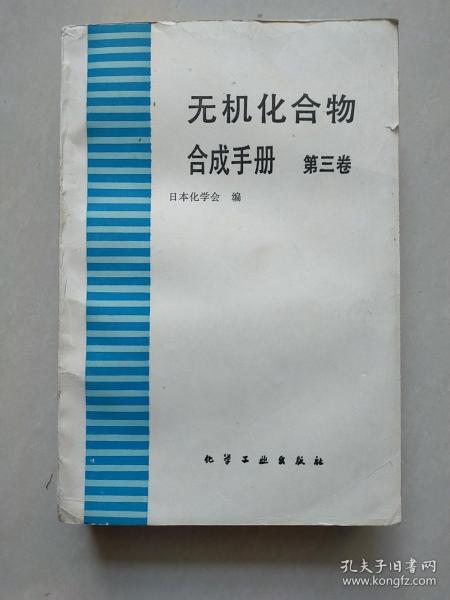 无机化合物
合成手册 第三卷
日本化学会 编
化学工业出版社
孔夫子旧书网
www.kongfz.com